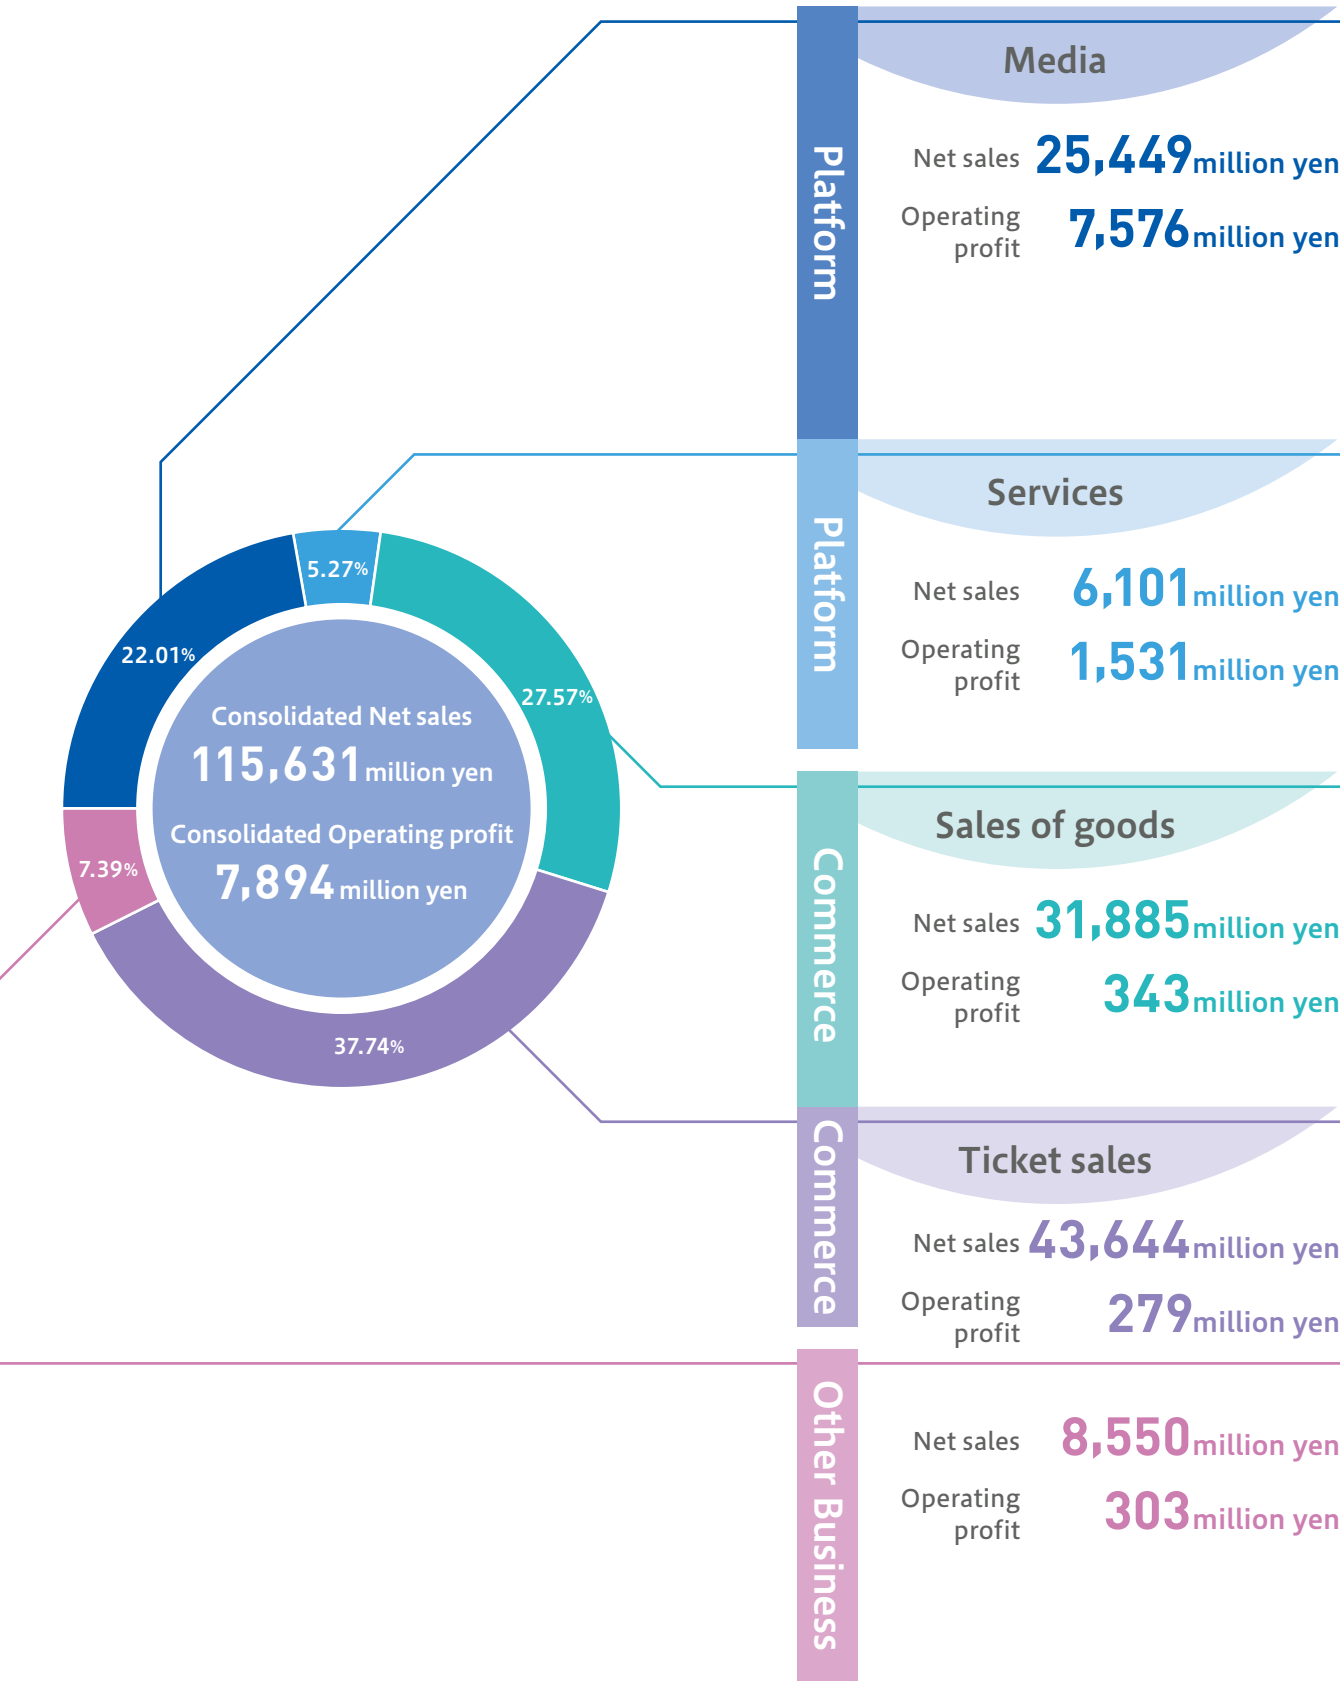 5.27%
22.01%
27.57%
7.39%
37.74%
Consolidated Net sales
115,631 million yen
Consolidated Operating profit
7,894 million yen
Platform
Media
Net sales 25,449 million yen
Operating
profit 7,576 million yen
Platform
Services
Net sales 6,101 million yen
Operating
profit 1,531 million yen
Commerce
Sales of goods
Net sales 31,885 million yen
Operating
profit 343 million yen
Commerce
Ticket sales
Net sales 43,644 million yen
Operating
profit 279 million yen
Other Business
Net sales 8,550 million yen
Operating
profit 303 million yen